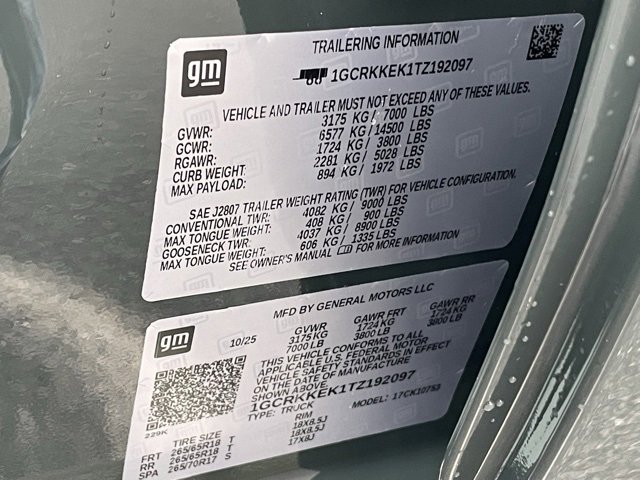 gm
TRAILERING INFORMATION
1GCRKKEK1TZ192097
VEHICLE AND TRAILER MUST NOT EXCEED ANY OF THESE VALUES.
GVWR: 3175 KG/ 7000 LBS
GCWR: 6577 KG/14500 LBS
RGAWR: 1724 KG/ 3800 LBS
CURB WEIGHT: 2281 KG/ 5028 LBS
MAX PAYLOAD: 894 KG/ 1972 LBS
SAE J2807 TRAILER WEIGHT RATING (TWR) FOR VEHICLE CONFIGURATION.
CONVENTIONAL TWR: 4082 KG/ 9000 LBS
MAX TONGUE WEIGHT: 408 KG/ 900 LBS
GOOSENECK TWR: 4037 KG/ 8900 LBS
MAX TONGUE WEIGHT: 606 KG/ 1335 LBS
SEE OWNER'S MANUAL FOR MORE INFORMATION
gm
MFD BY GENERAL MOTORS LLC
10/25 GVWR GAWR FRT GAWR RR
3175KG 1724KG 1724KG
7000LB 3800LB 3800LB
THIS VEHICLE CONFORMS TO ALL
APPLICABLE U.S. FEDERAL MOTOR
VEHICLE SAFETY STANDARDS IN EFFECT
ON THE DATE OF MANUFACTURE
SHOWN ABOVE.
1GCRKKEK1TZ192097
TYPE: TRUCK MODEL: 17CK10753
229K
TIRE SIZE RIM
FRT 265/65R18 T 18X8.5J
RR 265/65R18 T 18X8.5J
SPA 265/70R17 S 17X8J